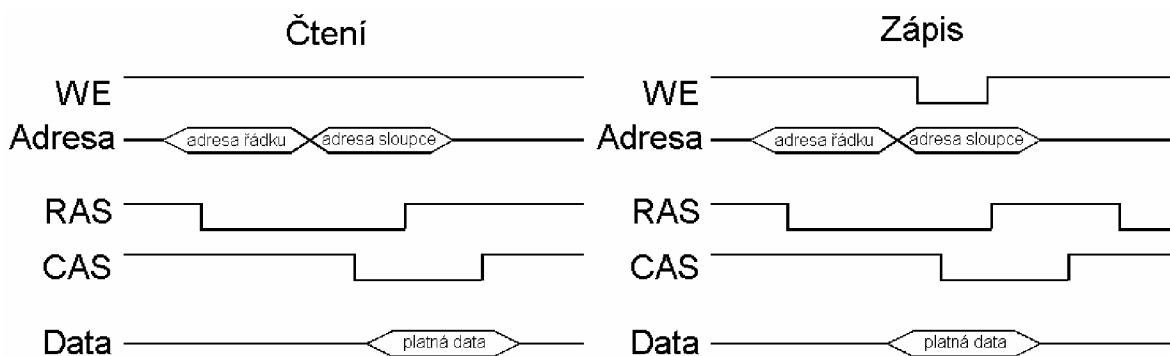 Čtení
WE
Adresa adresa řádku adresa sloupce
RAS
CAS
Data platná data
Zápis
WE
Adresa adresa řádku adresa sloupce
RAS
CAS
Data platná data